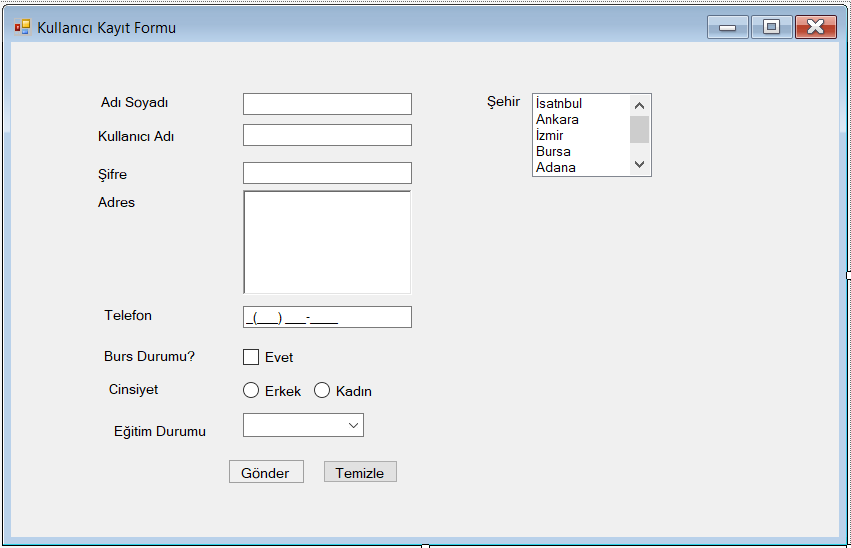 Kullanıcı Kayıt Formu
Adı Soyadı
Kullanıcı Adı
Şifre
Adres
Telefon
_(___) ___-____
Burs Durumu?
Evet
Cinsiyet
Erkek
Kadın
Eğitim Durumu
Gönder
Temizle
Şehir
İsatnbul
Ankara
İzmir
Bursa
Adana